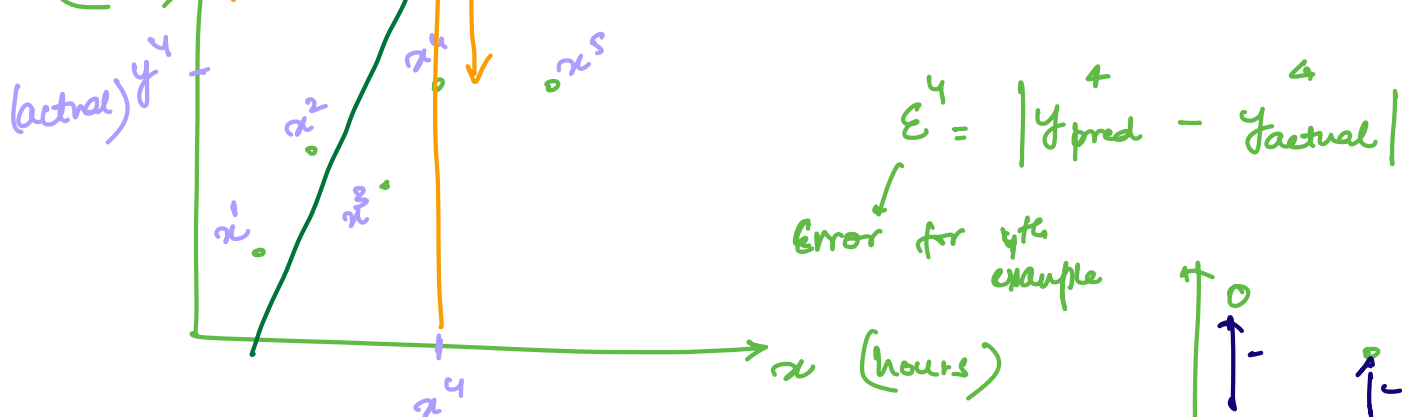 (actual) y⁴
x⁴
x⁵
x²
x³
x¹
ε⁴ = |y⁴pred - y⁴actual|
Error for 4th
example
x (hours)
x⁴